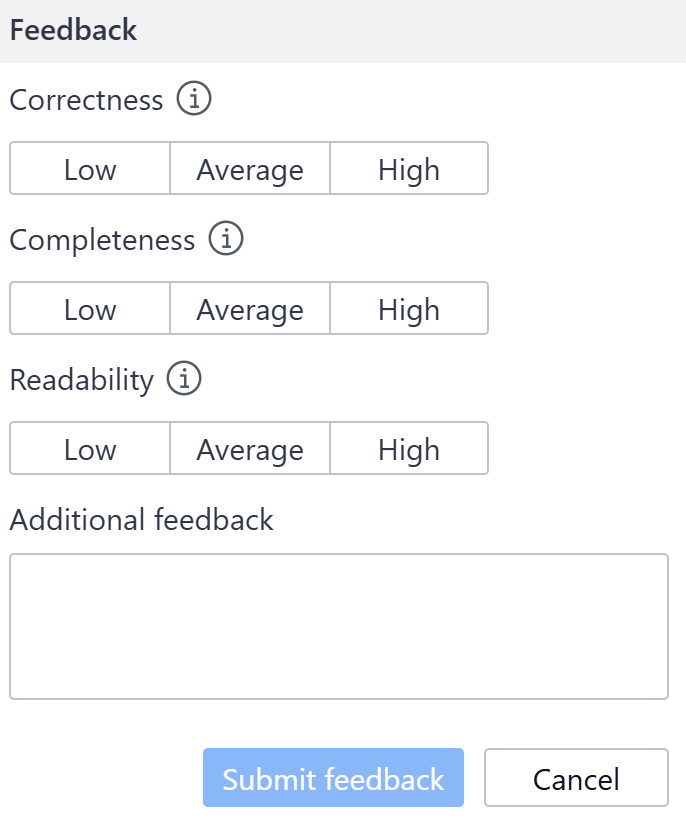 Feedback
Correctness
Low Average High
Completeness
Low Average High
Readability
Low Average High
Additional feedback
Submit feedback Cancel